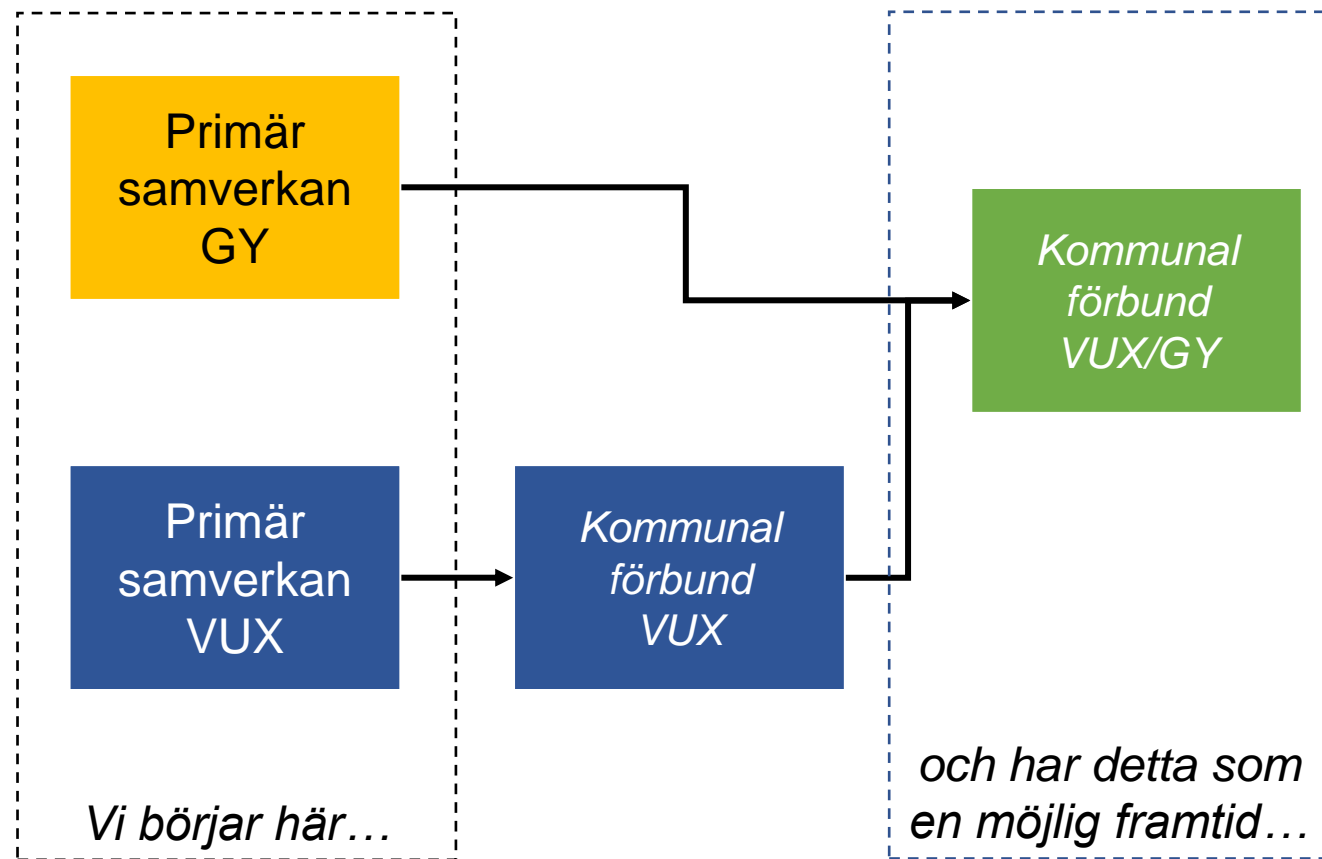 Primär
samverkan
GY
Primär
samverkan
VUX
Vi börjar här…
Kommunal
förbund
VUX
Kommunal
förbund
VUX/GY
och har detta som
en möjlig framtid…